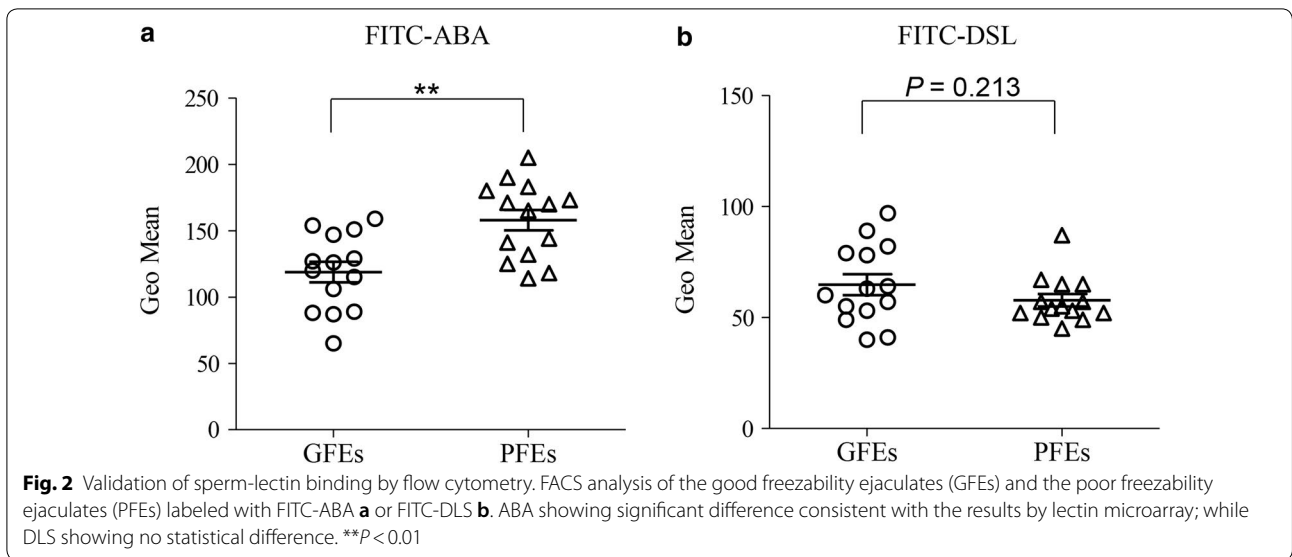 a
FITC-ABA
b
FITC-DSL
**
P = 0.213
250
200
150
100
50
0
Geo Mean
GFEs
PFEs
150
100
50
0
Geo Mean
GFEs
PFEs
Fig. 2 Validation of sperm-lectin binding by flow cytometry. FACS analysis of the good freezability ejaculates (GFEs) and the poor freezability
ejaculates (PFEs) labeled with FITC-ABA a or FITC-DLS b. ABA showing significant difference consistent with the results by lectin microarray; while
DLS showing no statistical difference. **P < 0.01